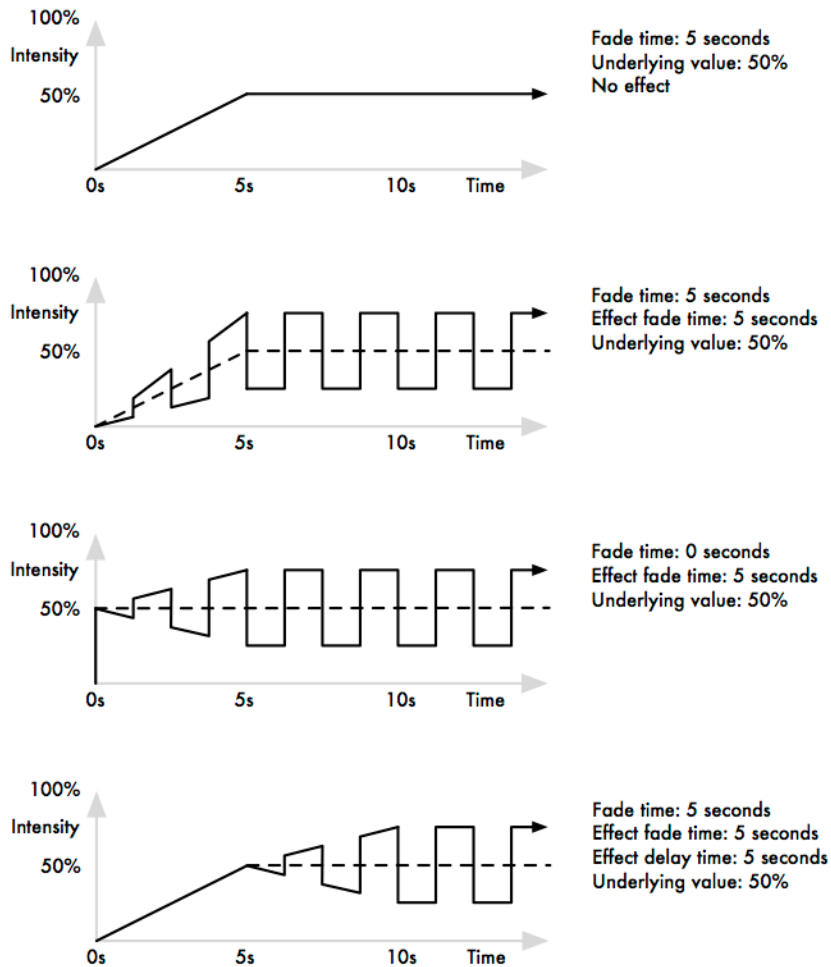 100%
Intensity
50%
0s 5s 10s Time
Fade time: 5 seconds
Underlying value: 50%
No effect
100%
Intensity
50%
0s 5s 10s Time
Fade time: 5 seconds
Effect fade time: 5 seconds
Underlying value: 50%
100%
Intensity
50%
0s 5s 10s Time
Fade time: 0 seconds
Effect fade time: 5 seconds
Underlying value: 50%
100%
Intensity
50%
0s 5s 10s Time
Fade time: 5 seconds
Effect fade time: 5 seconds
Effect delay time: 5 seconds
Underlying value: 50%